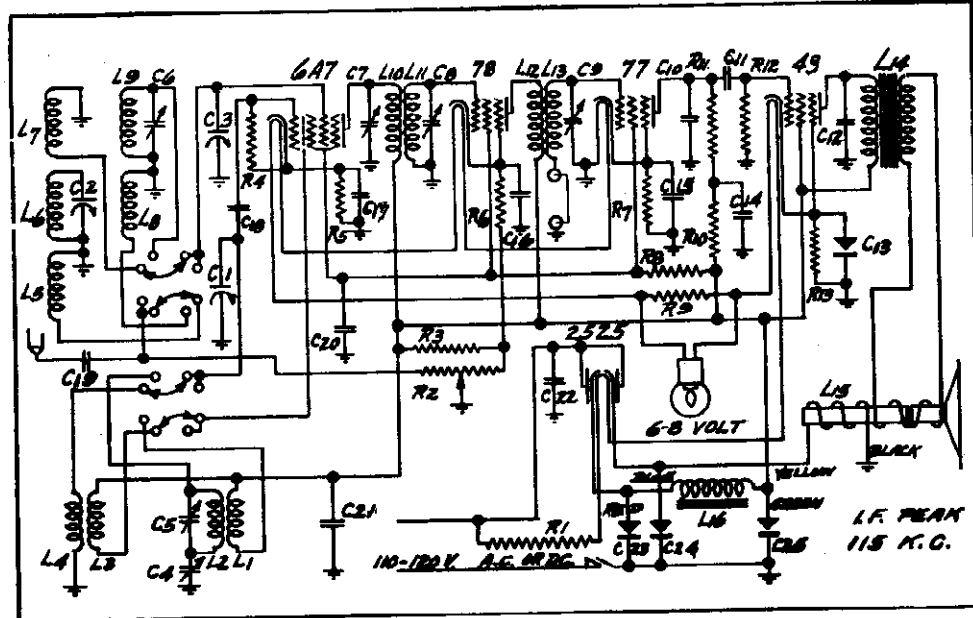 L9 C6
6A7 C7 L10 L11 C8 78 L12 L13 C9 77 C10 R11 C11 R12 43 L14
L7
C3
C12
L6 C2 L8
R4 C18 R5 C17 R6 C16 R7 C15 R10 C14
C13
L5 C1
R8
R9
R13
C20
R3
25Z5
C19
R2
C22
6-8 VOLT
L15
BLACK
YELLOW
C5 C21
L16
GREEN
R1
I.F. PEAK
L4 L3 L2 L1
C23 C24 C25
115 K.C.
C4
110-120V. A.C. OR D.C.